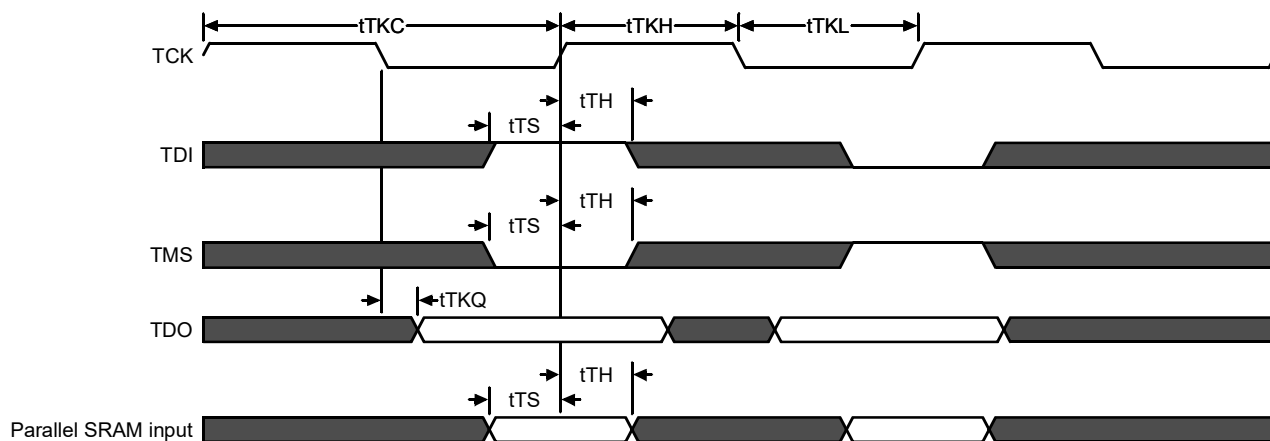 tTKC tTKH tTKL
TCK
tTH
tTS
TDI
tTH
tTS
TMS
tTKQ
TDO
tTH
tTS
Parallel SRAM input